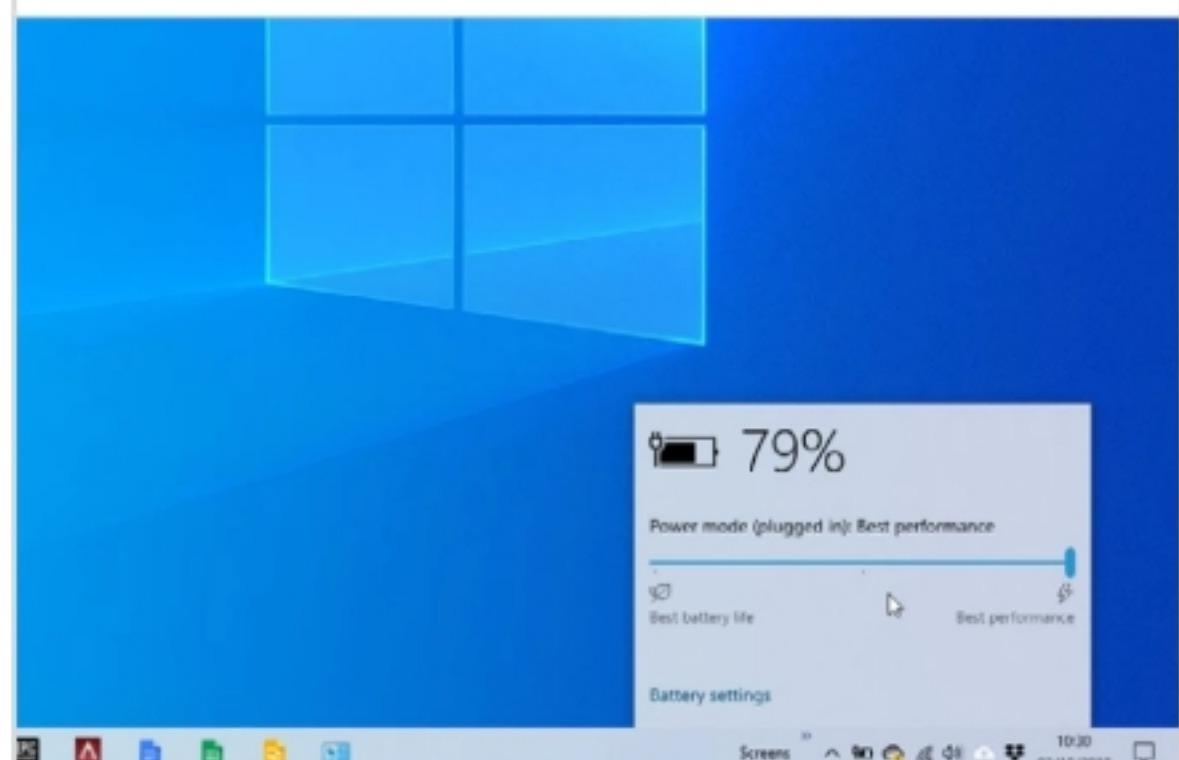 79%
Power mode (plugged in): Best performance
Best battery life
Best performance
Battery settings
Screens
10:30